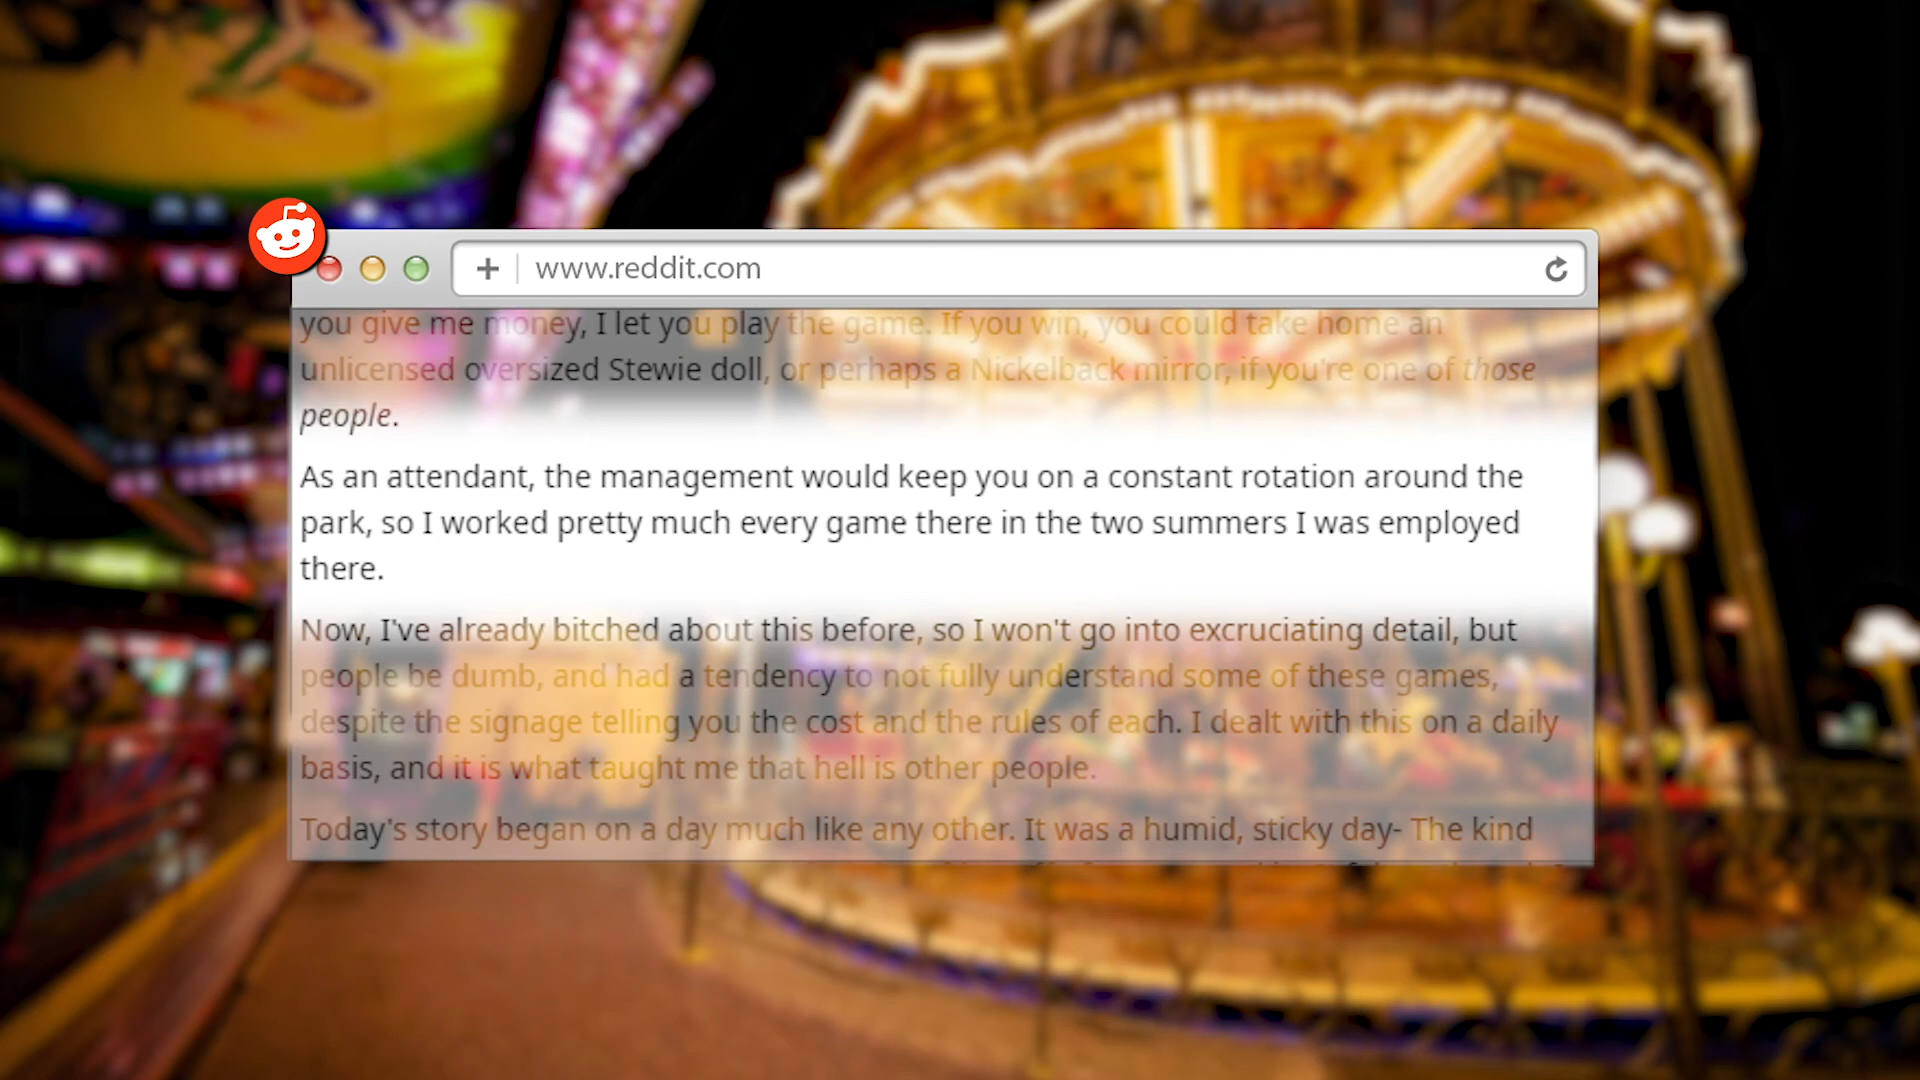 www.reddit.com
you give me money, I let you play the game. If you win, you could take home an
unlicensed oversized Stewie doll, or perhaps a Nickelback mirror, if you're one of those
people.
As an attendant, the management would keep you on a constant rotation around the
park, so I worked pretty much every game there in the two summers I was employed
there.
Now, I've already bitched about this before, so I won't go into excruciating detail, but
people be dumb, and had a tendency to not fully understand some of these games,
despite the signage telling you the cost and the rules of each. I dealt with this on a daily
basis, and it is what taught me that hell is other people.
Today's story began on a day much like any other. It was a humid, sticky day- The kind